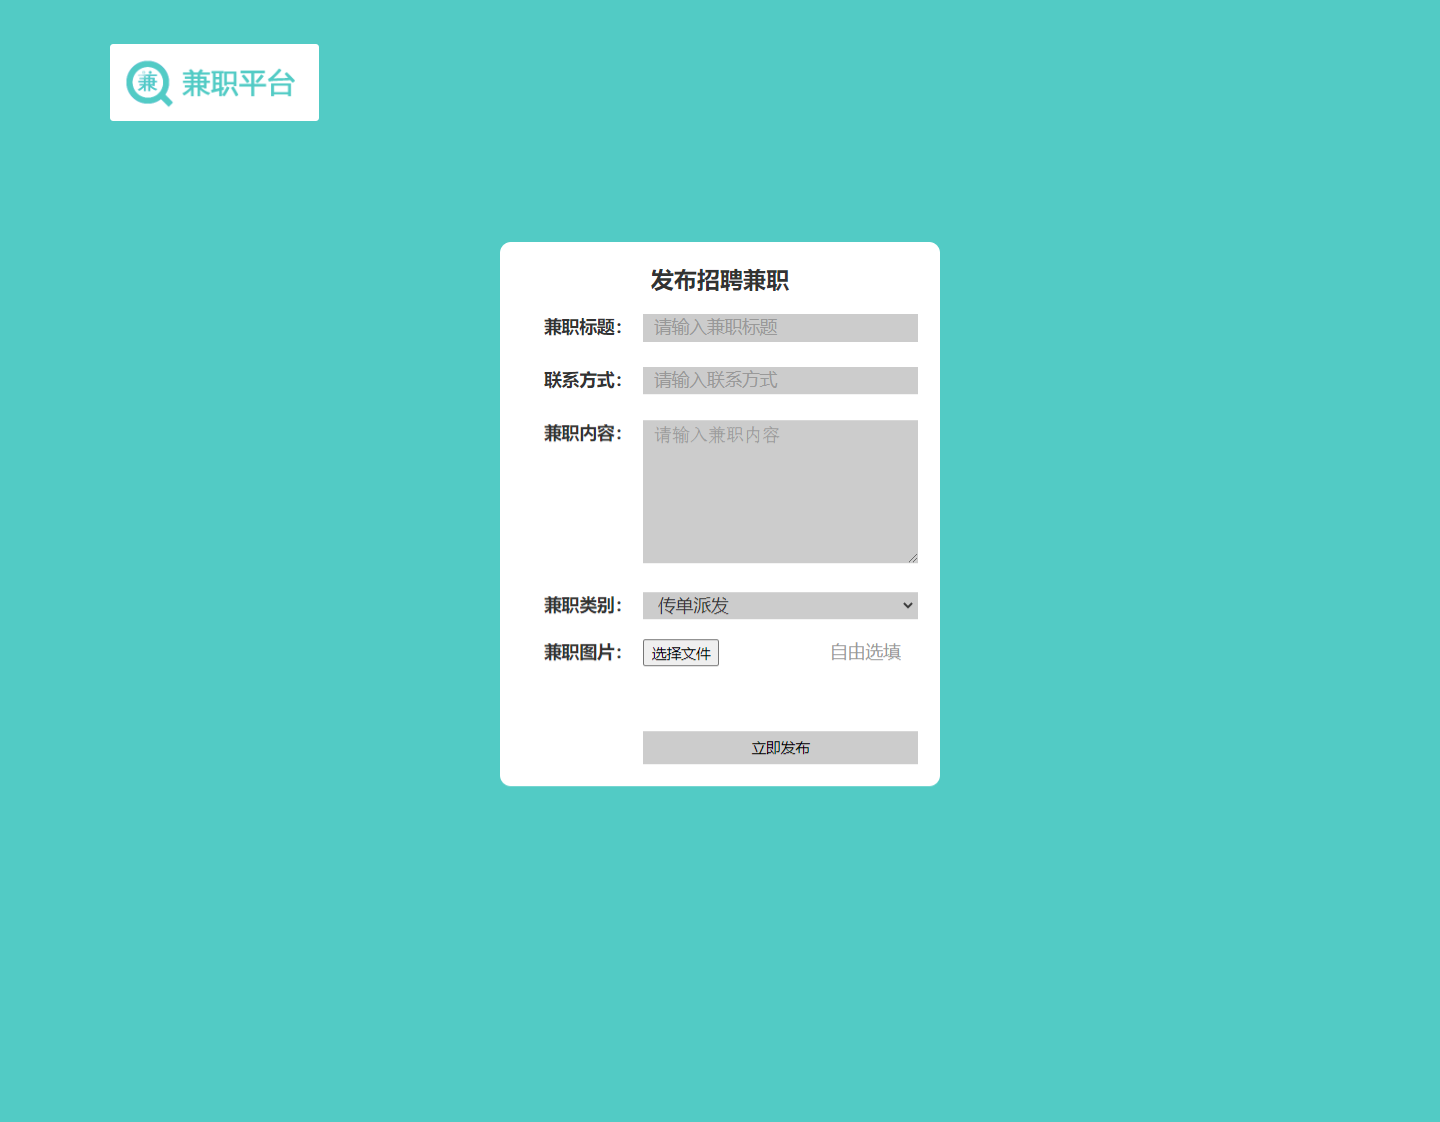 兼 兼职平台
发布招聘兼职
兼职标题： 请输入兼职标题
联系方式： 请输入联系方式
兼职内容： 请输入兼职内容
兼职类别： 传单派发
兼职图片： 选择文件 自由选填
立即发布